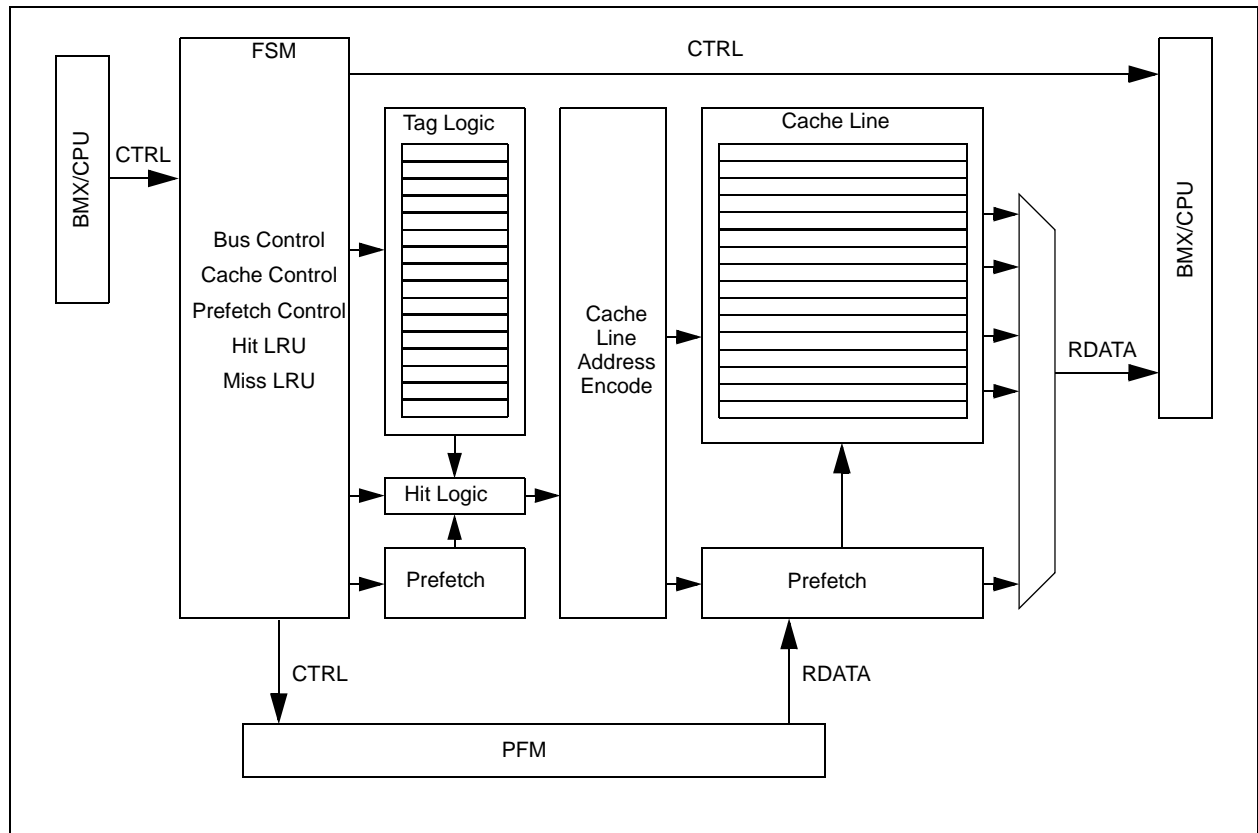 FSM
CTRL
BMX/CPU
CTRL
Bus Control
Cache Control
Prefetch Control
Hit LRU
Miss LRU
Tag Logic
Hit Logic
Prefetch
Cache
Line
Address
Encode
Cache Line
Prefetch
RDATA
BMX/CPU
CTRL
RDATA
PFM